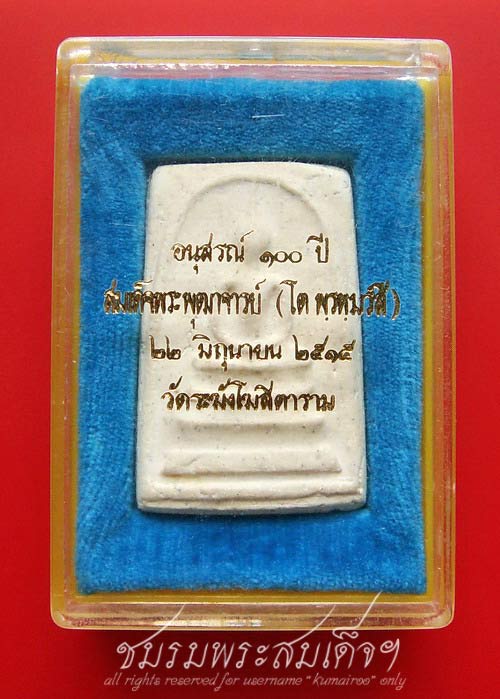 อนุสรณ์ ๑๐๐ ปี
สมเด็จพระพุฒาจารย์ (โต พฺรหฺมรํสี)
๒๒ มิถุนายน ๒๕๑๕
วัดระฆังโฆสิตาราม
ชมรมพระสมเด็จฯ
all rights reserved for username "kumairoo" only